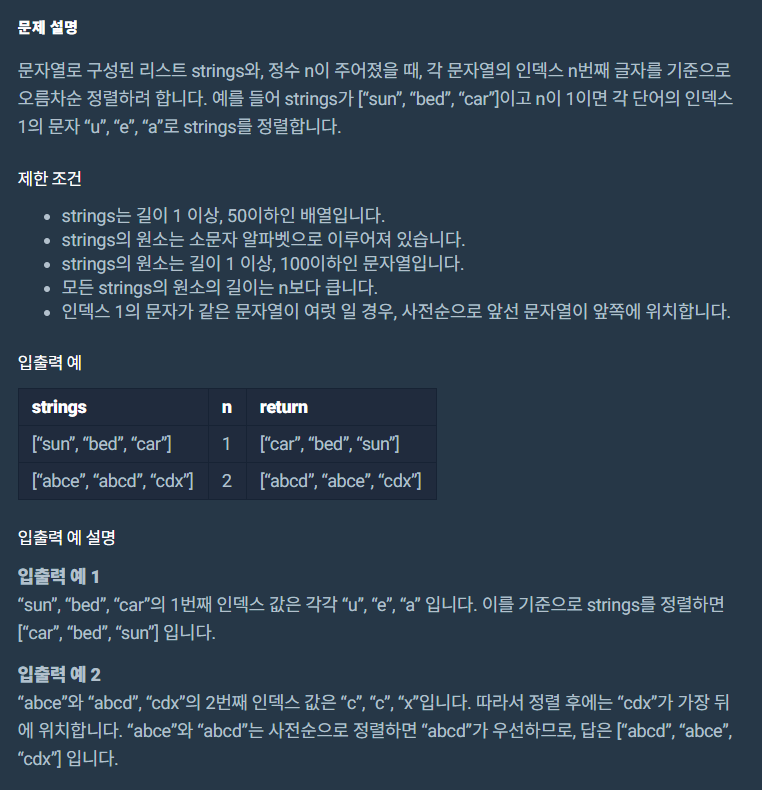 문제 설명
문자열로 구성된 리스트 strings와, 정수 n이 주어졌을 때, 각 문자열의 인덱스 n번째 글자를 기준으로
오름차순 정렬하려 합니다. 예를 들어 strings가 [“sun”, “bed”, “car”]이고 n이 1이면 각 단어의 인덱스
1의 문자 “u”, “e”, “a”로 strings를 정렬합니다.
제한 조건
• strings는 길이 1 이상, 50이하인 배열입니다.
• strings의 원소는 소문자 알파벳으로 이루어져 있습니다.
• strings의 원소는 길이 1 이상, 100이하인 문자열입니다.
• 모든 strings의 원소의 길이는 n보다 큽니다.
• 인덱스 1의 문자가 같은 문자열이 여럿 일 경우, 사전순으로 앞선 문자열이 앞쪽에 위치합니다.
입출력 예
strings n return
[“sun”, “bed”, “car”] 1 [“car”, “bed”, “sun”]
[“abce”, “abcd”, “cdx”] 2 [“abcd”, “abce”, “cdx”]
입출력 예 설명
입출력 예 1
“sun”, “bed”, “car”의 1번째 인덱스 값은 각각 “u”, “e”, “a” 입니다. 이를 기준으로 strings를 정렬하면
[“car”, “bed”, “sun”] 입니다.
입출력 예 2
“abce”와 “abcd”, “cdx”의 2번째 인덱스 값은 “c”, “c”, “x”입니다. 따라서 정렬 후에는 “cdx”가 가장 뒤
에 위치합니다. “abce”와 “abcd”는 사전순으로 정렬하면 “abcd”가 우선하므로, 답은 [“abcd”, “abce”,
“cdx”] 입니다.